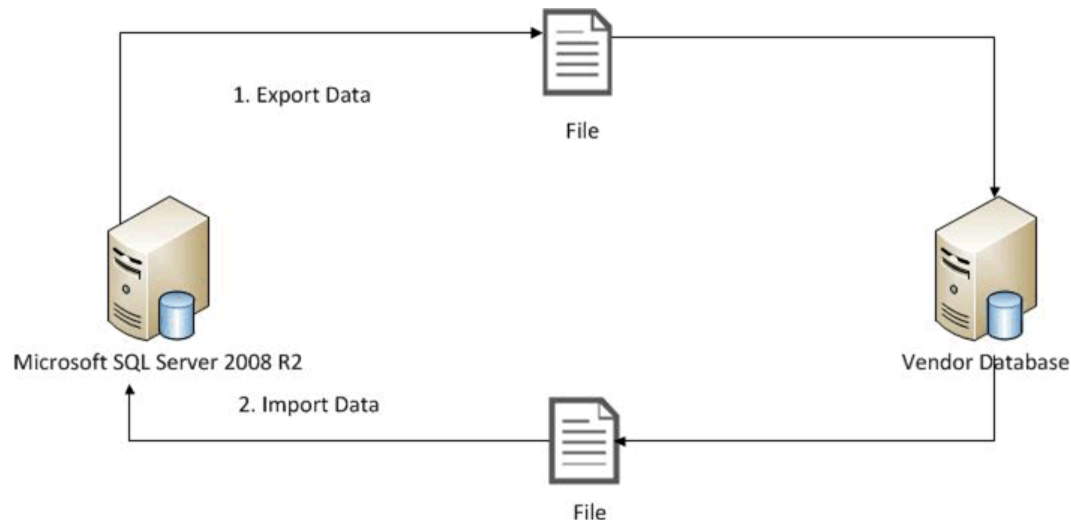 1. Export Data
File
Microsoft SQL Server 2008 R2
Vendor Database
2. Import Data
File